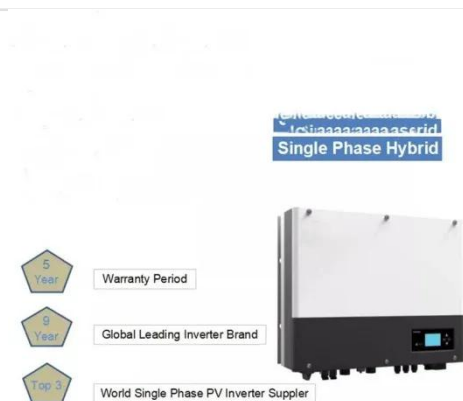 Single Phase Hybrid
5
Year
Warranty Period
9
Year
Global Leading Inverter Brand
Top 3
World Single Phase PV Inverter Suppler